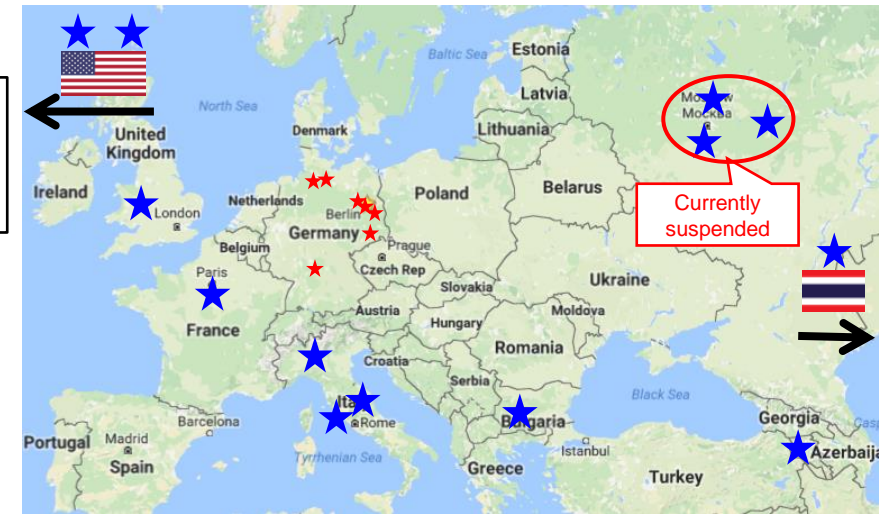 Baltic Sea
Estonia
Latvia
Lithuania
North Sea
Denmark
United
Kingdom
Ireland
London
Netherlands
Berlin
Germany
Poland
Belarus
Москва
Currently
suspended
Belgium
Prague
Czech Rep
Paris
Slovakia
Ukraine
Austria
Moldova
Hungary
France
Romania
Croatia
Serbia
Black Sea
Barcelona
Rome
Georgia
Portugal
Madrid
Spain
Tyrrhenian Sea
Istanbul
Azerbaija
Greece
Turkey